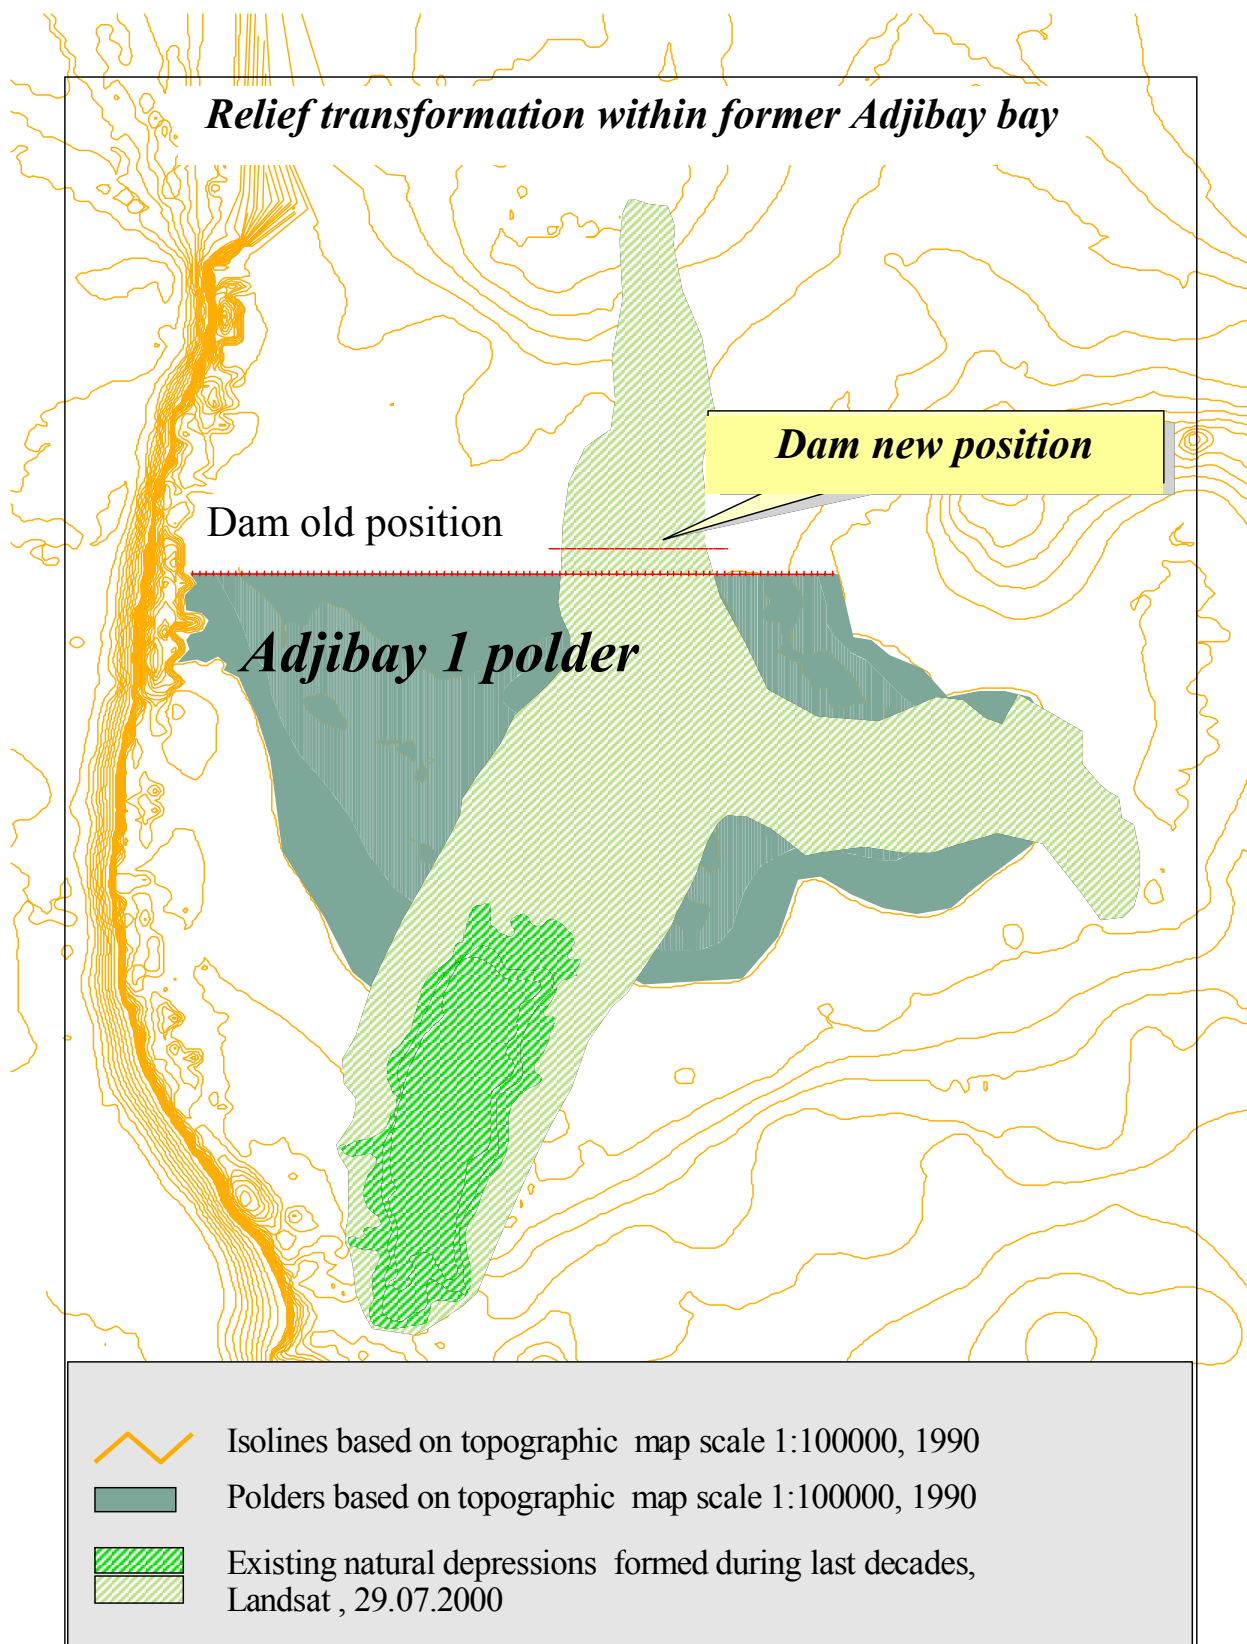 Relief transformation within former Adjibay bay
Dam new position
Dam old position
Adjibay 1 polder
Isolines based on topographic map scale 1:100000, 1990
Polders based on topographic map scale 1:100000, 1990
Existing natural depressions formed during last decades,
Landsat , 29.07.2000